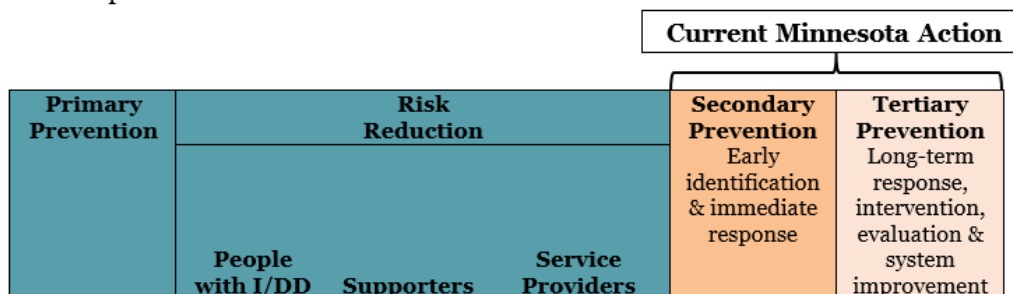 Current Minnesota Action
Primary
Prevention
Risk
Reduction
People
with I/DD
Supporters
Service
Providers
Secondary
Prevention
Early
identification
& immediate
response
Tertiary
Prevention
Long-term
response,
intervention,
evaluation &
system
improvement